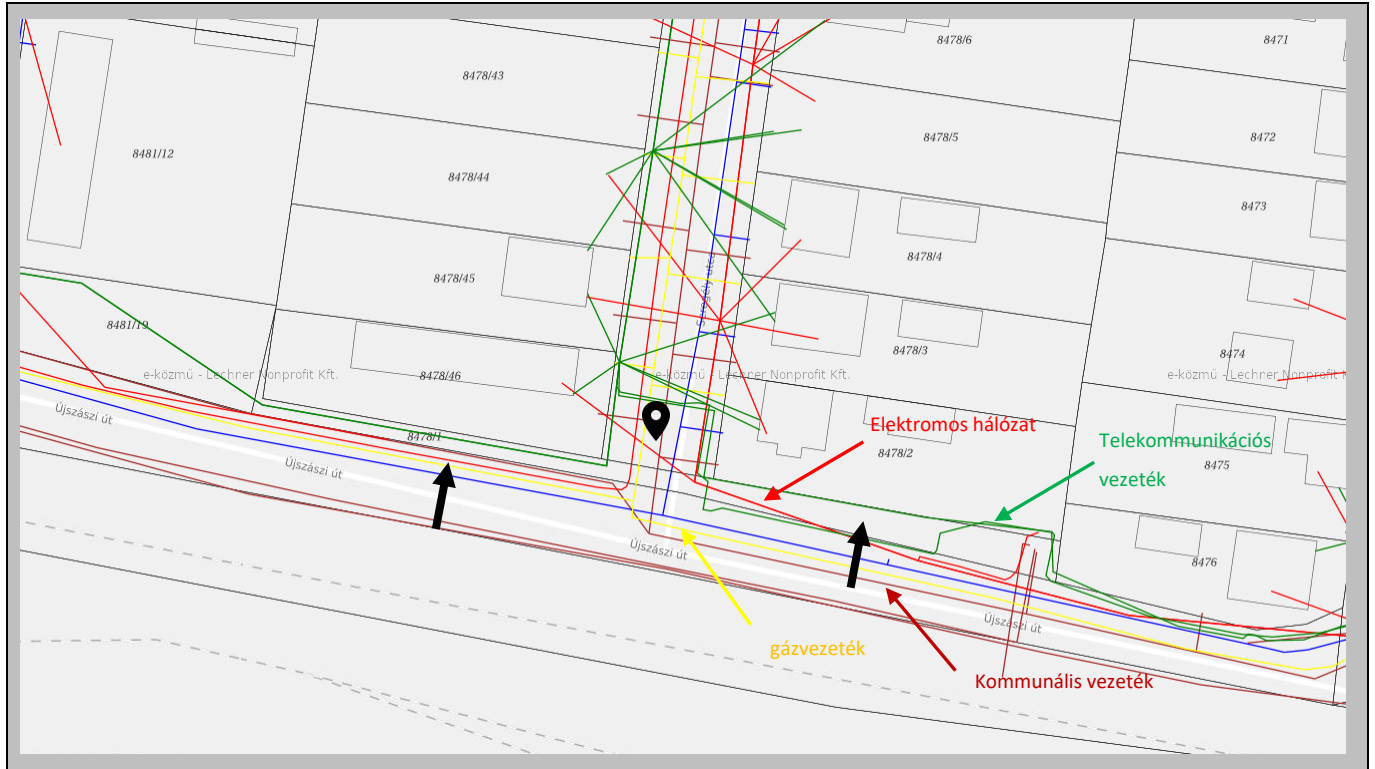 8478/6
8471
8478/43
8478/5
8472
8481/12
8478/44
8473
8478/4
8478/45
8481/19
8478/3
8474
e-közmű - Lechner Nonprofit Kft.
e-közmű - Lechner Nonprofit Kft.
e-közmű - Lechner Nonprofit
8478/46
Újszászi út
8478/1
Elektromos hálózat
Telekommunikációs
vezeték
8478/2
8475
Újszászi út
Újszászi út
8476
Újszászi út
gázvezeték
Kommunális vezeték